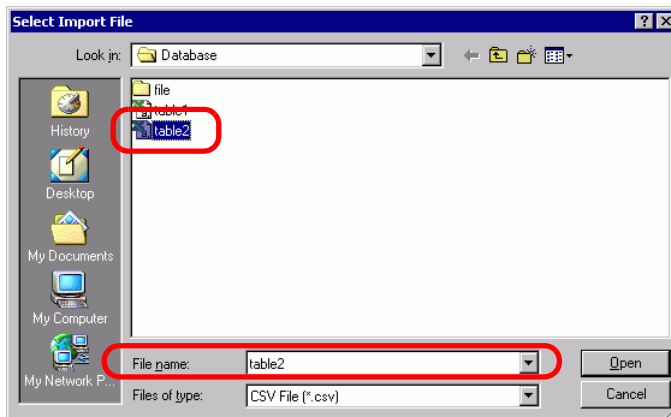 Select Import File
Look in: Database
file
table1
table2
History
Desktop
My Documents
My Computer
My Network P...
File name: table2 Open
Files of type: CSV File (*.csv) Cancel